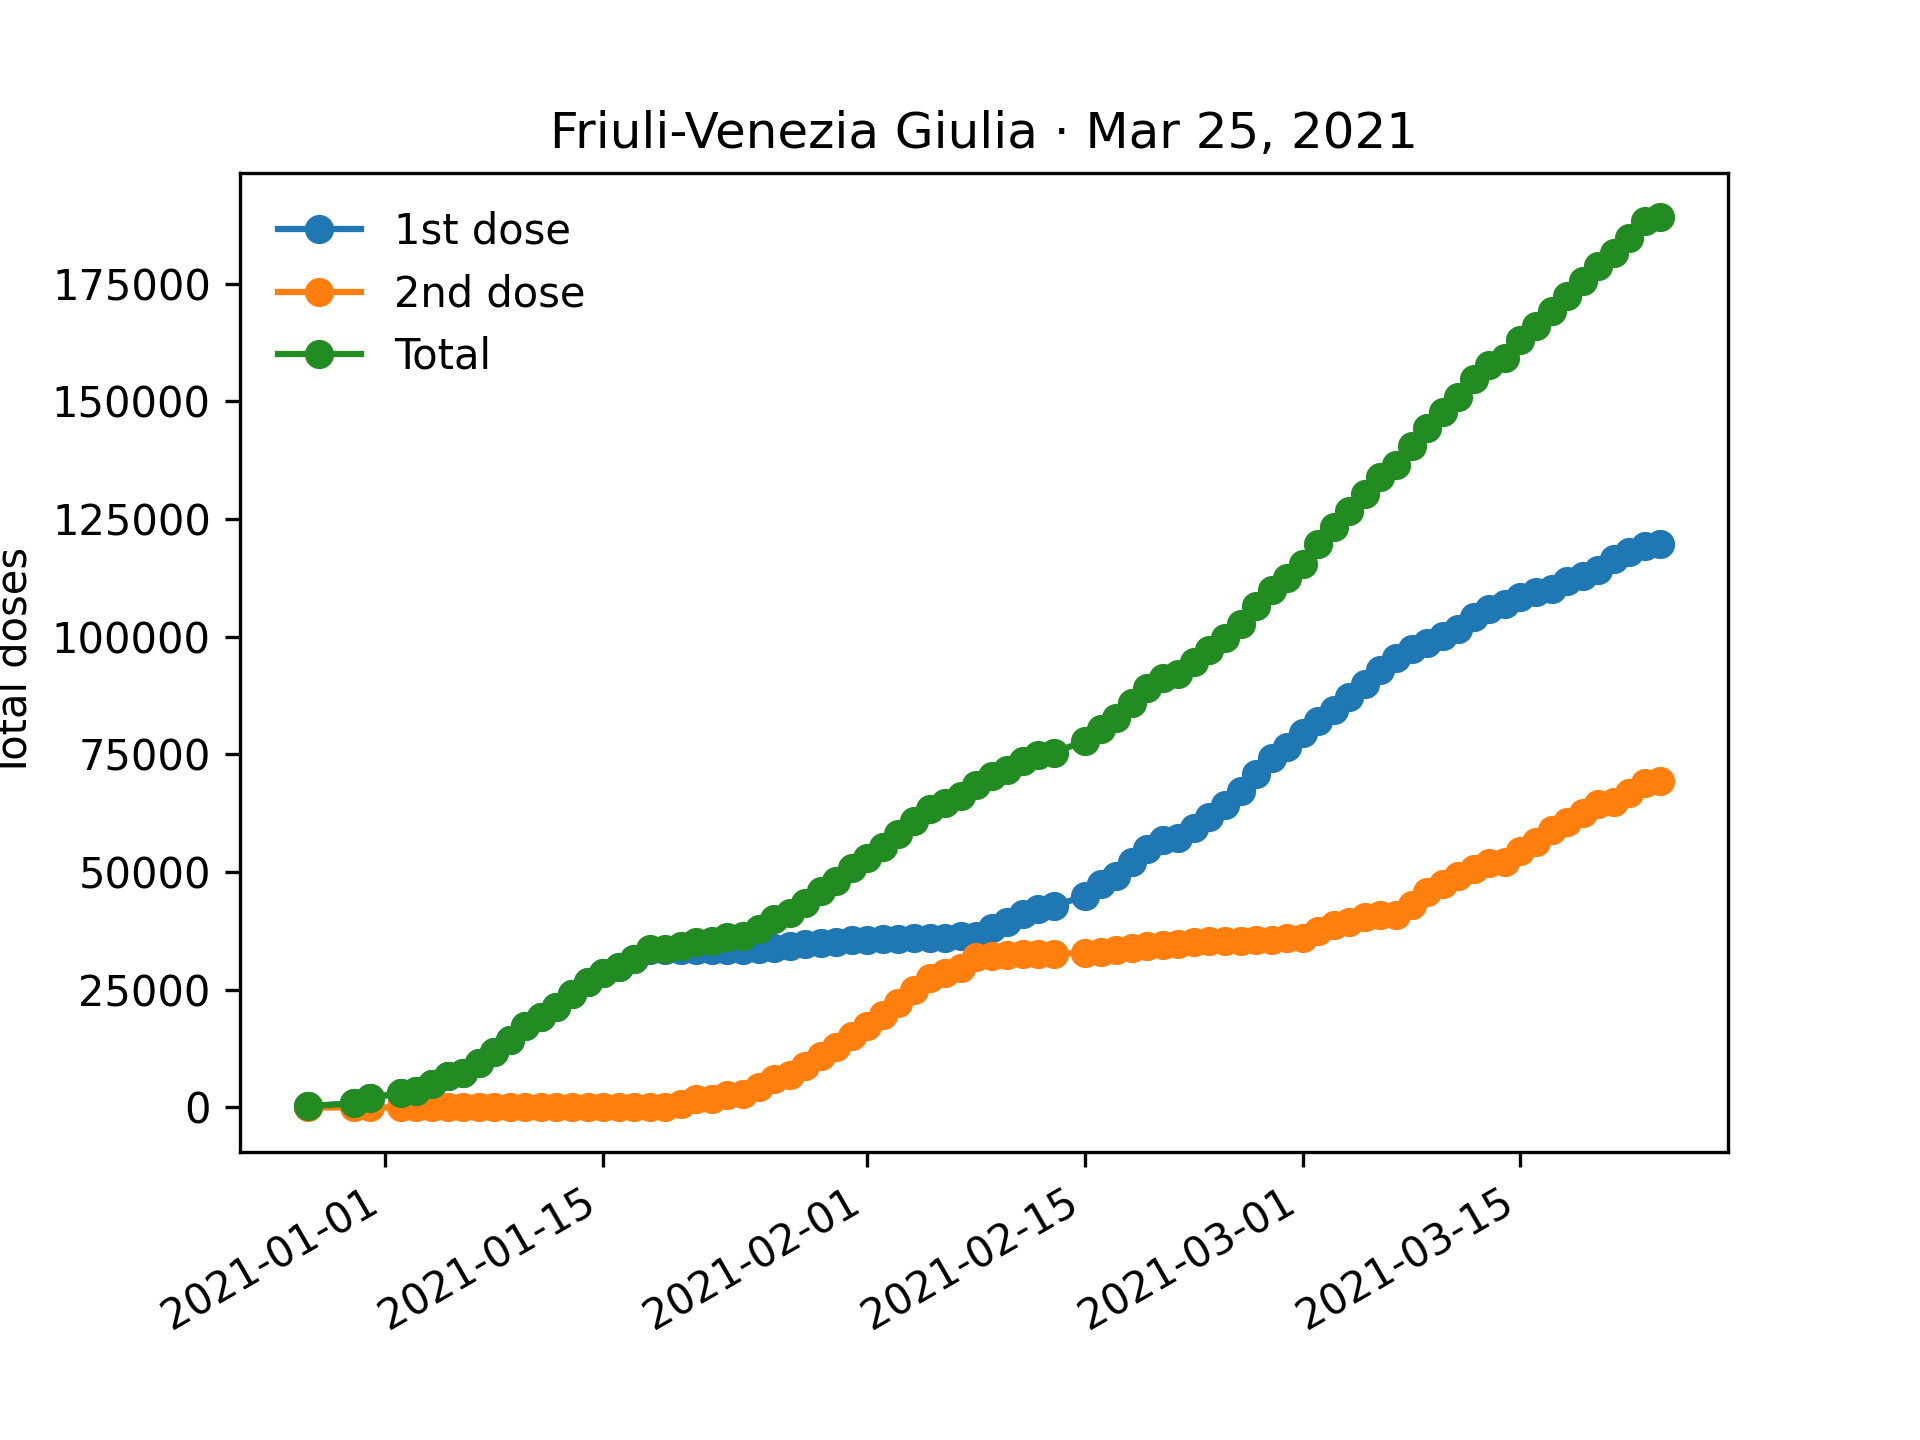 Friuli-Venezia Giulia · Mar 25, 2021
1st dose
2nd dose
Total
175000
150000
125000
100000
75000
50000
25000
0
Total doses
2021-01-01
2021-01-15
2021-02-01
2021-02-15
2021-03-01
2021-03-15